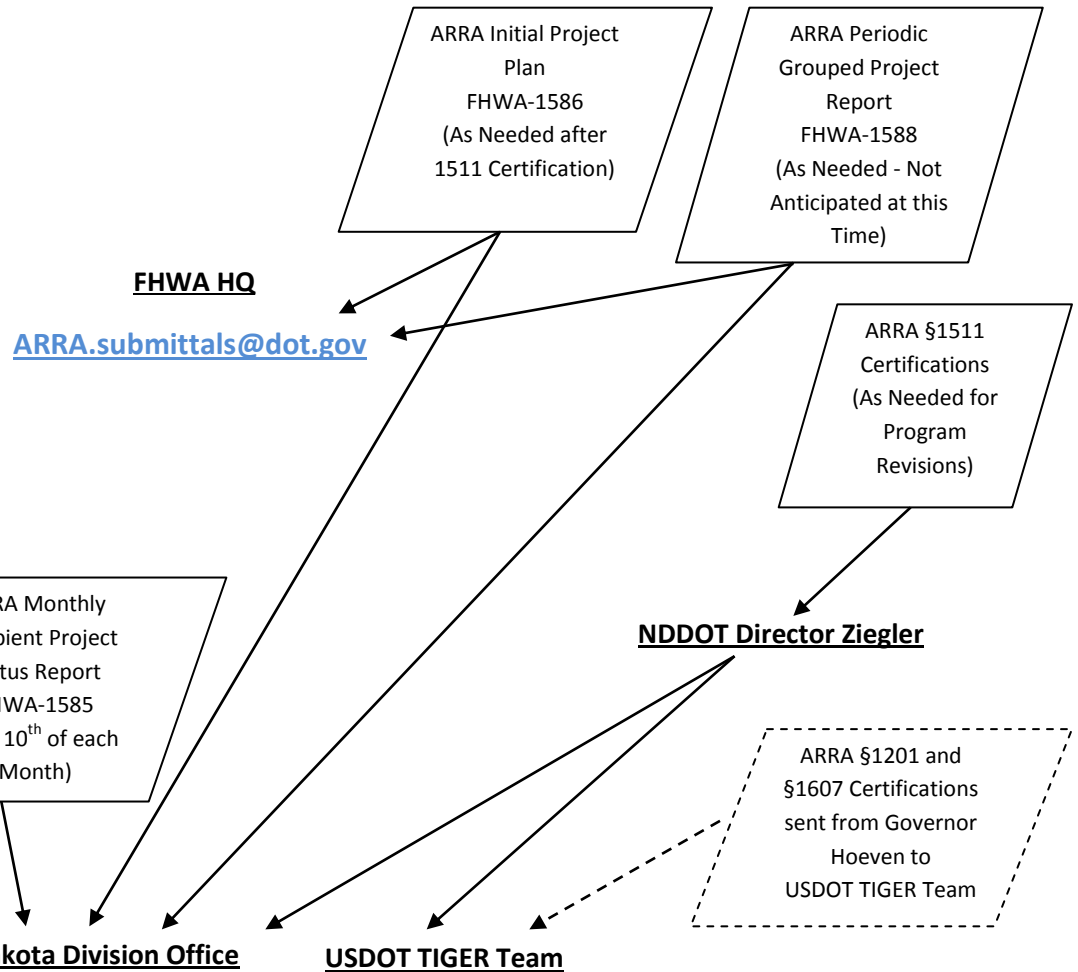 ARRA Initial Project
Plan
FHWA-1586
(As Needed after
1511 Certification)
ARRA Periodic
Grouped Project
Report
FHWA-1588
(As Needed - Not
Anticipated at this
Time)
FHWA HQ
ARRA.submittals@dot.gov
ARRA §1511
Certifications
(As Needed for
Program
Revisions)
Monthly
Project
Report
10th of each
Month)
NDDOT Director Ziegler
ARRA §1201 and
§1607 Certifications
sent from Governor
Hoeven to
USDOT TIGER Team
Division Office
USDOT TIGER Team